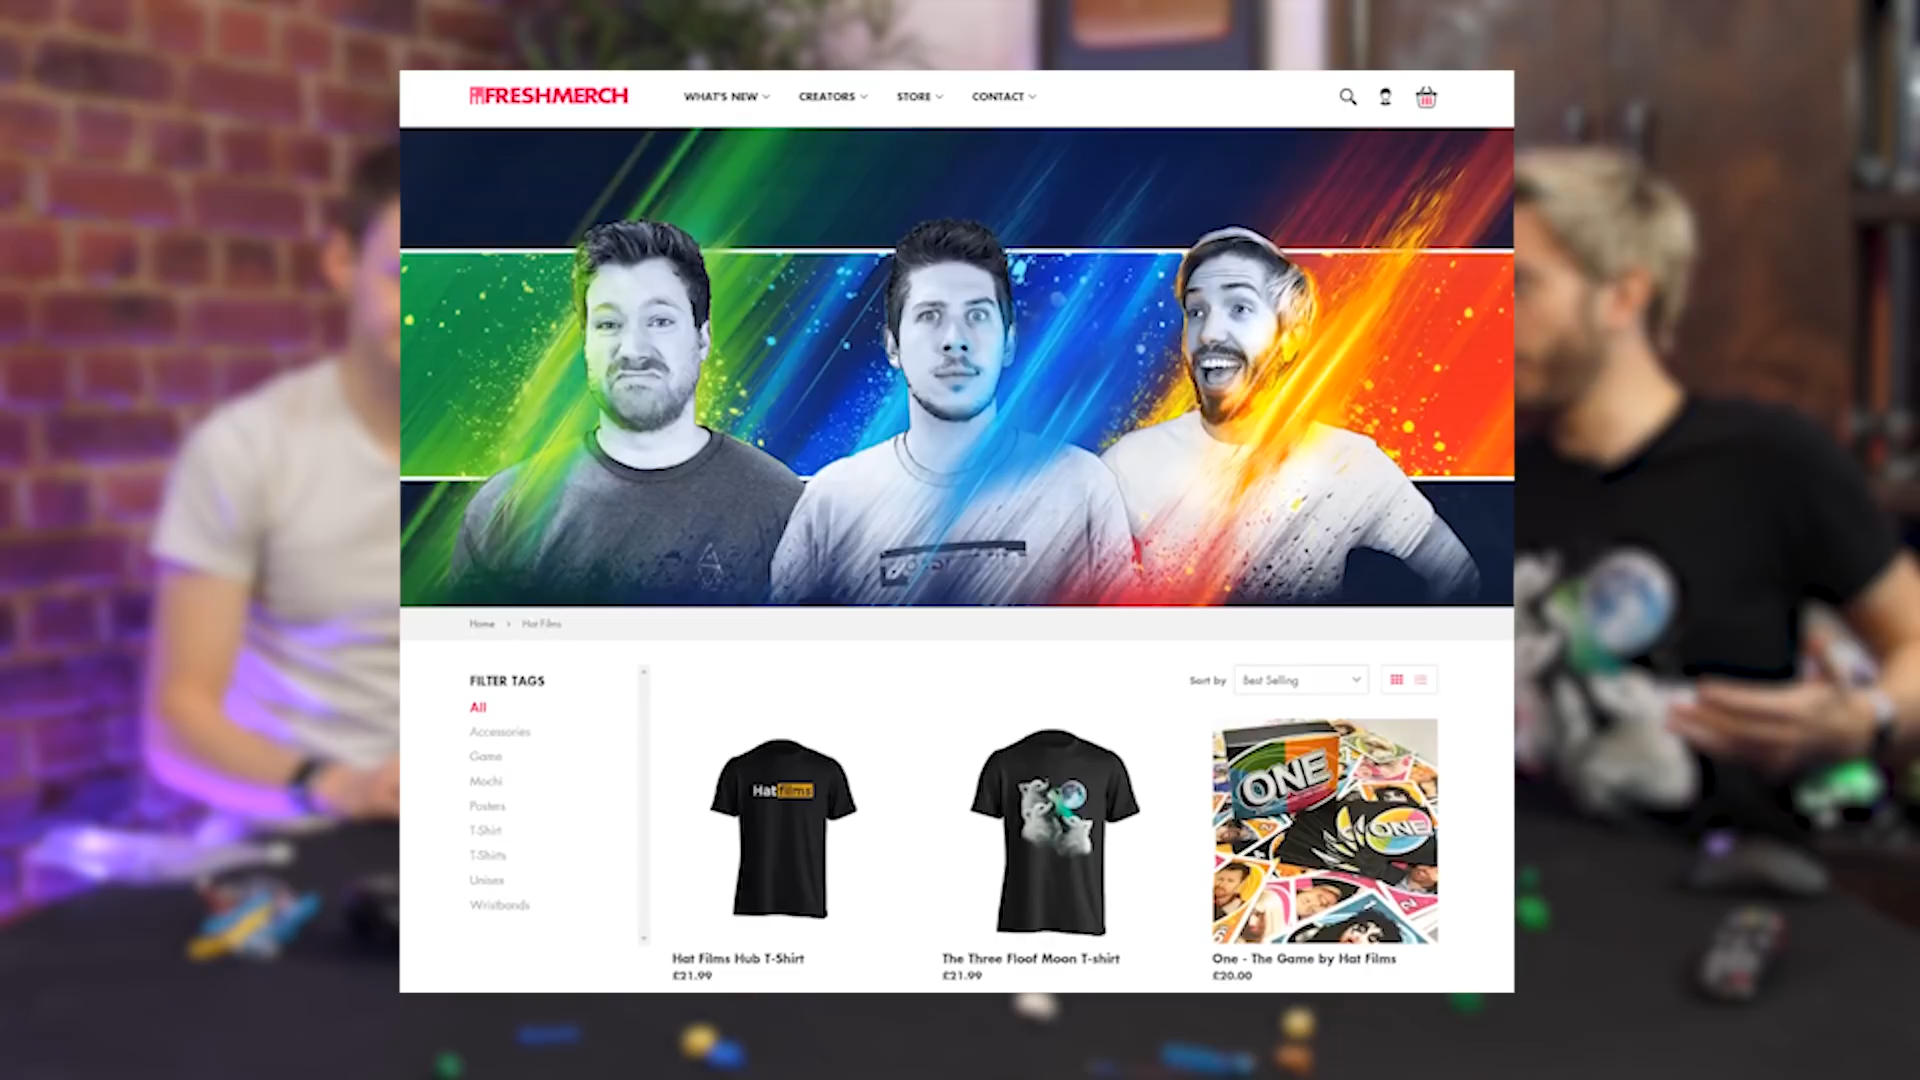 FRESHMERCH
WHAT'S NEW CREATORS STORE CONTACT
Home › Hat Films
FILTER TAGS
All
Accessories
Game
Mochi
Posters
T-Shirt
T-Shirts
Unisex
Wristbands
Sort by Best Selling
Hat films
ONE
ONE
Hat Films Hub T-Shirt
£21.99
The Three Floof Moon T-shirt
£21.99
One - The Game by Hat Films
£20.00